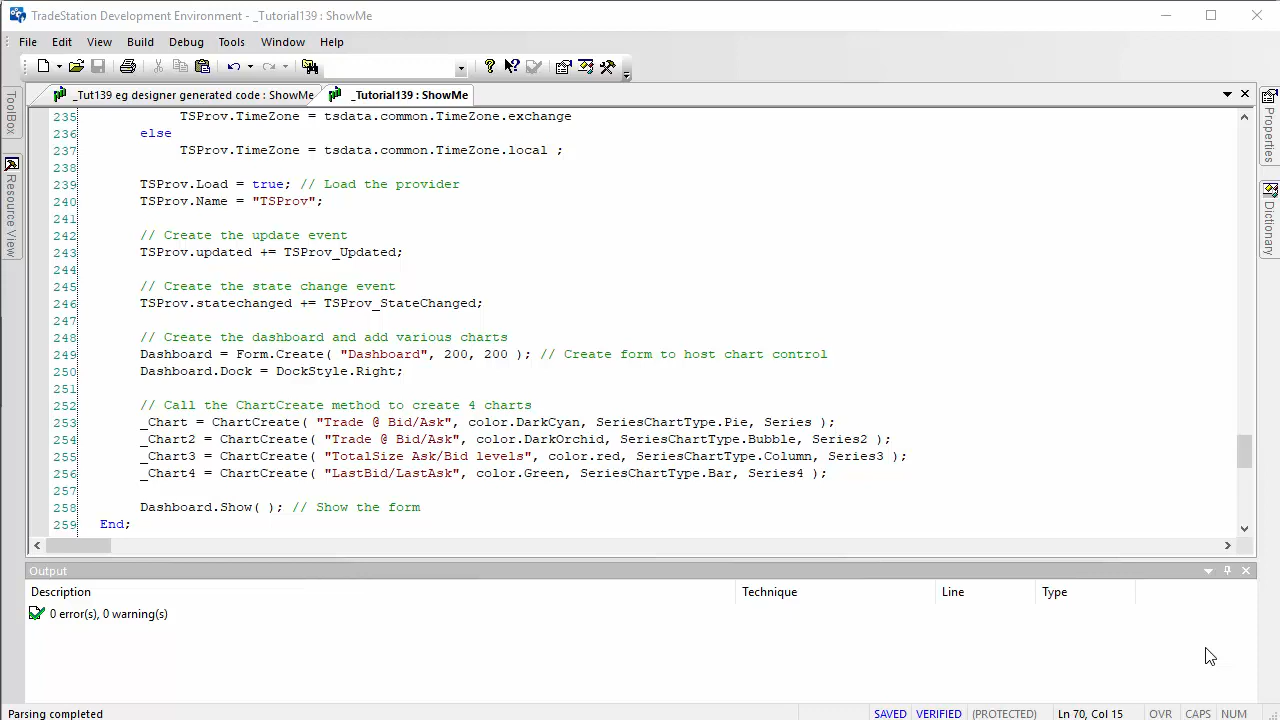 TradeStation Development Environment - _Tutorial139 : ShowMe
File Edit View Build Debug Tools Window Help
_Tut139 eg designer generated code : ShowMe
_Tutorial139 : ShowMe
ToolBox
Resource View
Properties
Dictionary
235 TSProv.TimeZone = tsdata.common.TimeZone.exchange
236 else
237 TSProv.TimeZone = tsdata.common.TimeZone.local ;
238
239 TSProv.Load = true; // Load the provider
240 TSProv.Name = "TSProv";
241
242 // Create the update event
243 TSProv.updated += TSProv_Updated;
244
245 // Create the state change event
246 TSProv.statechanged += TSProv_StateChanged;
247
248 // Create the dashboard and add various charts
249 Dashboard = Form.Create( "Dashboard", 200, 200 ); // Create form to host chart control
250 Dashboard.Dock = DockStyle.Right;
251
252 // Call the ChartCreate method to create 4 charts
253 _Chart = ChartCreate( "Trade @ Bid/Ask", color.DarkCyan, SeriesChartType.Pie, Series );
254 _Chart2 = ChartCreate( "Trade @ Bid/Ask", color.DarkOrchid, SeriesChartType.Bubble, Series2 );
255 _Chart3 = ChartCreate( "TotalSize Ask/Bid levels", color.red, SeriesChartType.Column, Series3 );
256 _Chart4 = ChartCreate( "LastBid/LastAsk", color.Green, SeriesChartType.Bar, Series4 );
257
258 Dashboard.Show( ); // Show the form
259 End;
Output
Description Technique Line Type
0 error(s), 0 warning(s)
Parsing completed SAVED VERIFIED (PROTECTED) Ln 70, Col 15 OVR CAPS NUM